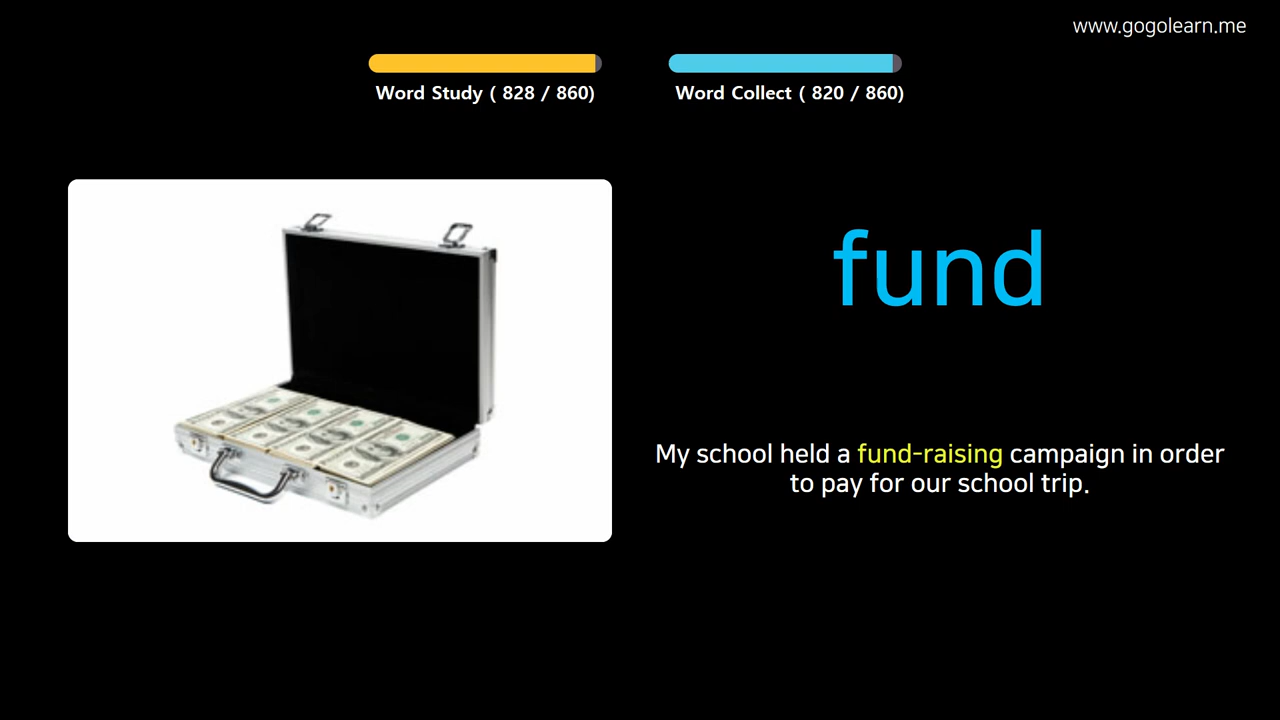 www.gogolearn.me
Word Study ( 828 / 860)
Word Collect ( 820 / 860)
fund
My school held a fund-raising campaign in order
to pay for our school trip.